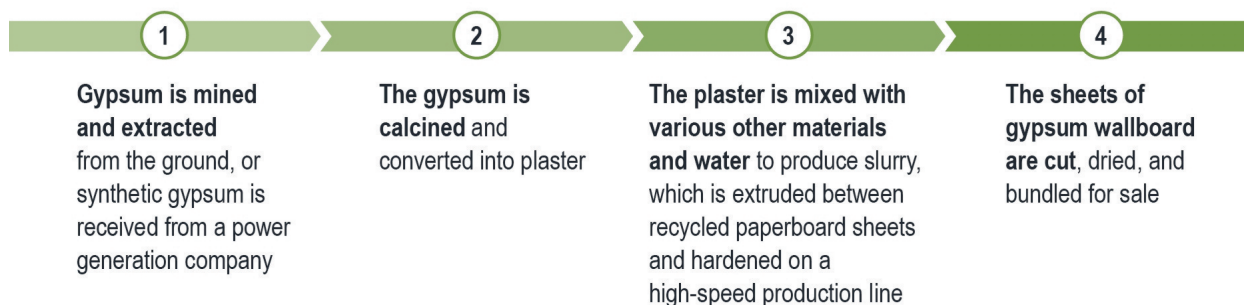 1
Gypsum is mined
and extracted
from the ground, or
synthetic gypsum is
received from a power
generation company
2
The gypsum is
calcined and
converted into plaster
3
The plaster is mixed with
various other materials
and water to produce slurry,
which is extruded between
recycled paperboard sheets
and hardened on a
high-speed production line
4
The sheets of
gypsum wallboard
are cut, dried, and
bundled for sale